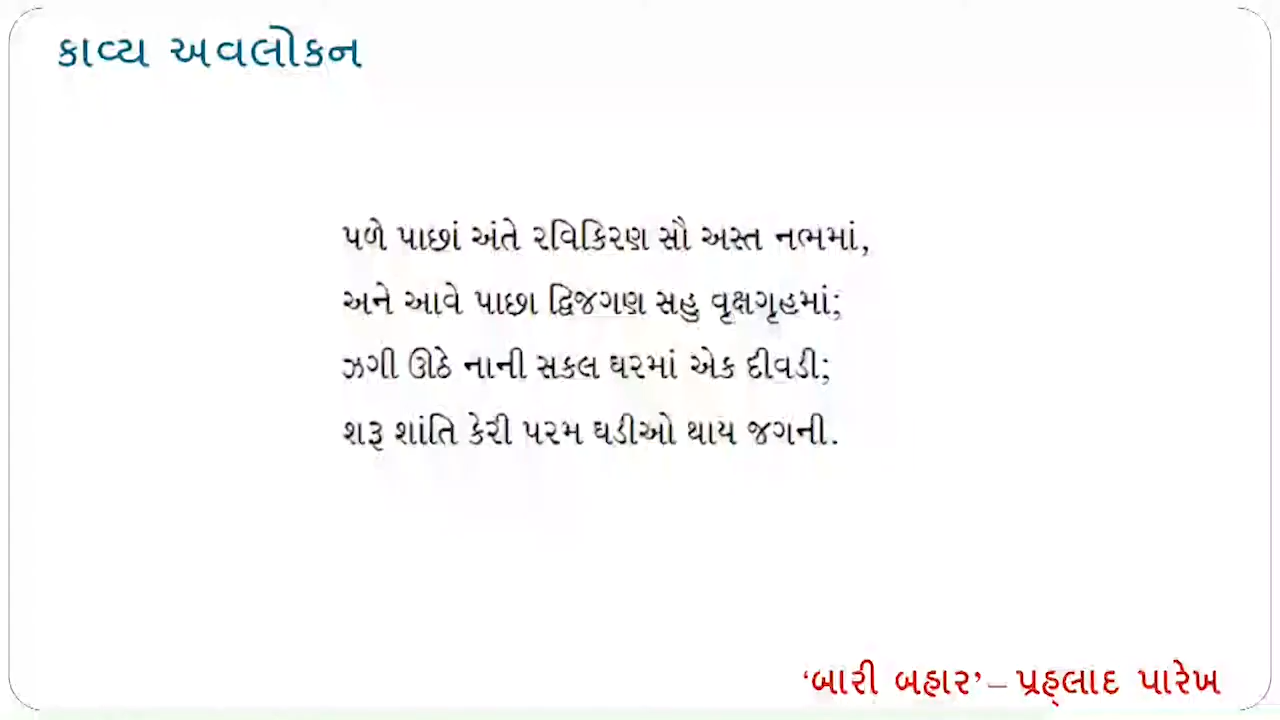 કાવ્ય અવલોકન
પળે પાછાં અંતે રવિકિરણ સૌ અસ્ત નભમાં,
અને આવે પાછા દ્વિજગણ સહુ વૃક્ષગૃહમાં;
ઝગી ઊઠે નાની સકલ ઘરમાં એક દીવડી;
શરૂ શાંતિ કેરી પરમ ઘડીઓ થાય જગની.
‘બારી બહાર’ – પ્રહ્‌લાદ પારેખ